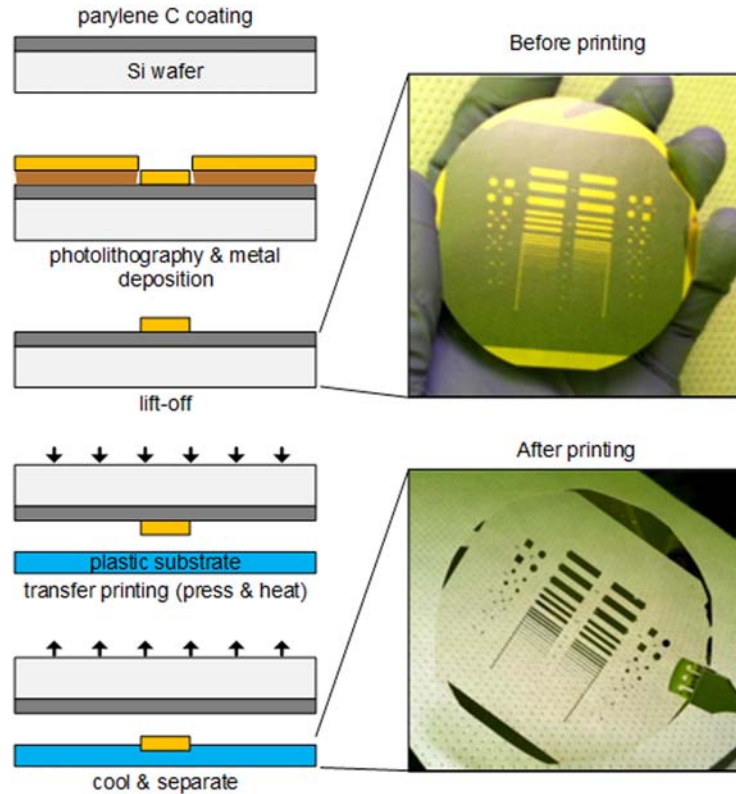 parylene C coating
Si wafer
photolithography & metal
deposition
lift-off
plastic substrate
transfer printing (press & heat)
cool & separate
Before printing
After printing